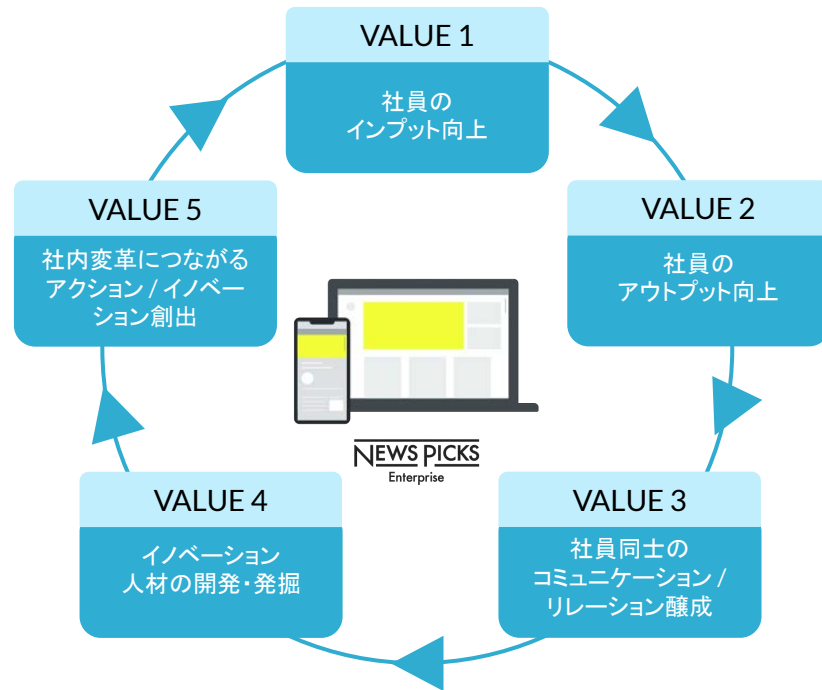 VALUE 1
社員の
インプット向上
VALUE 2
社員の
アウトプット向上
VALUE 3
社員同士の
コミュニケーション /
リレーション醸成
VALUE 4
イノベーション
人材の開発・発掘
VALUE 5
社内変革につながる
アクション / イノベー
ション創出
NEWS PICKS
Enterprise